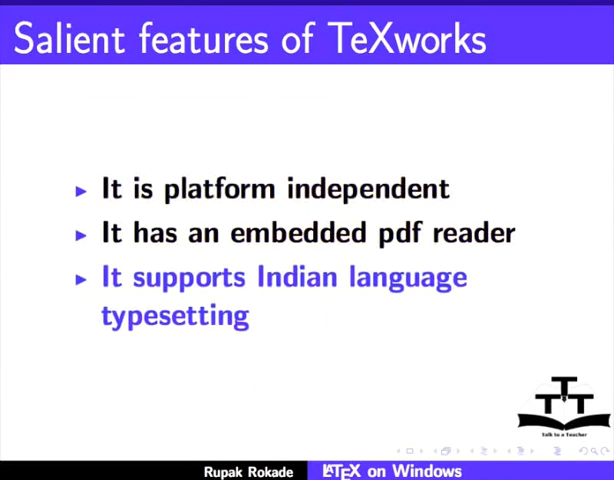 Salient features of TeXworks
It is platform independent
It has an embedded pdf reader
It supports Indian language
typesetting
T
T T
Talk to a Teacher
Rupak Rokade LATEX on Windows